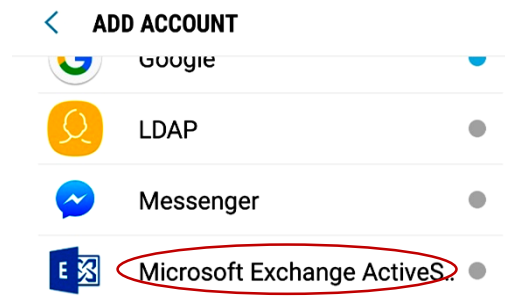 ADD ACCOUNT
Google
LDAP
Messenger
E
Microsoft Exchange ActiveS..